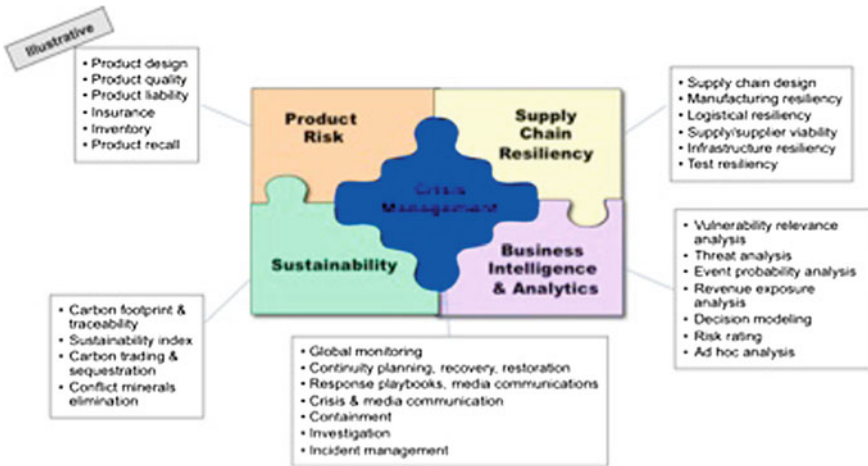 Illustrative
• Product design
• Product quality
• Product liability
• Insurance
• Inventory
• Product recall
Product
Risk
Supply
Chain
Resiliency
• Supply chain design
• Manufacturing resiliency
• Logistical resiliency
• Supply/supplier viability
• Infrastructure resiliency
• Test resiliency
Crisis
Management
Sustainability
Business
Intelligence
& Analytics
• Vulnerability relevance
analysis
• Threat analysis
• Event probability analysis
• Revenue exposure
analysis
• Decision modeling
• Risk rating
• Ad hoc analysis
• Carbon footprint &
traceability
• Sustainability index
• Carbon trading &
sequestration
• Conflict minerals
elimination
• Global monitoring
• Continuity planning, recovery, restoration
• Response playbooks, media communications
• Crisis & media communication
• Containment
• Investigation
• Incident management